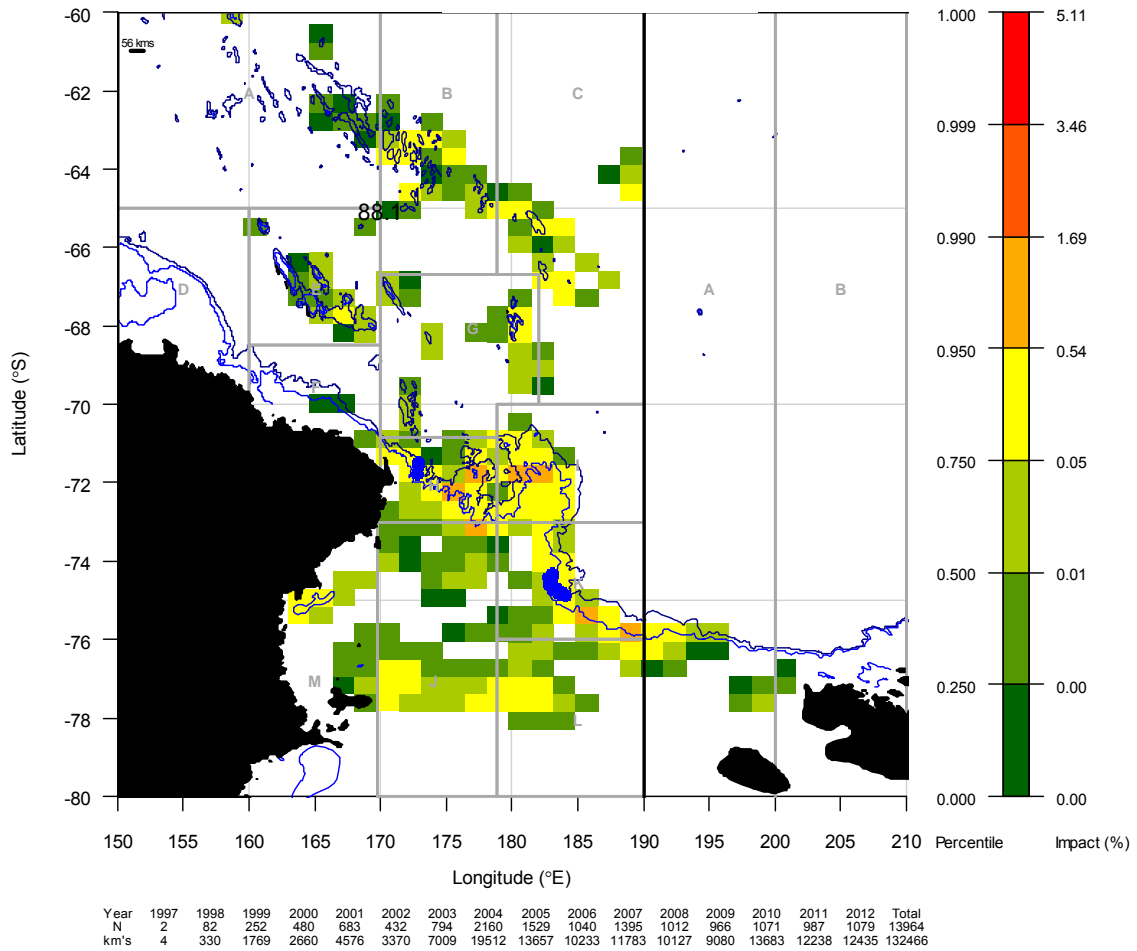 -60
-62
-64
-66
-68
-70
-72
-74
-76
-78
-80
Latitude (°S)
56 kms
A
B
C
88.1
D
E
G
A
B
F
H
I
K
M
J
L
150 155 160 165 170 175 180 185 190 195 200 205 210
Longitude (°E)
1.000 5.11
0.999 3.46
0.990 1.69
0.950 0.54
0.750 0.05
0.500 0.01
0.250 0.00
0.000 0.00
Percentile Impact (%)
Year 1997 1998 1999 2000 2001 2002 2003 2004 2005 2006 2007 2008 2009 2010 2011 2012 Total
N 2 82 252 480 683 432 794 2160 1529 1040 1395 1012 966 1071 987 1079 13964
km's 4 330 1769 2660 4576 3370 7009 19512 13657 10233 11783 10127 9080 13683 12238 12435 132466